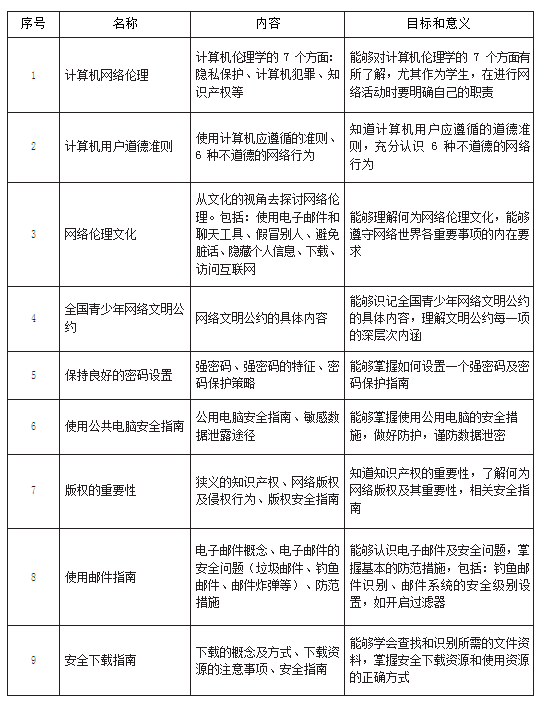 序号 名称 内容 目标和意义
1 计算机网络伦理 计算机伦理学的 7 个方面：隐私保护、计算机犯罪、知识产权等 能够对计算机伦理学的 7 个方面有所了解，尤其作为学生，在进行网络活动时要明确自己的职责
2 计算机用户道德准则 使用计算机应遵循的准则、6 种不道德的网络行为 知道计算机用户应遵循的道德准则，充分认识 6 种不道德的网络行为
3 网络伦理文化 从文化的视角去探讨网络伦理。包括：使用电子邮件和聊天工具、假冒别人、避免脏话、隐藏个人信息、下载、访问互联网 能够理解何为网络伦理文化，能够遵守网络世界各重要事项的内在要求
4 全国青少年网络文明公约 网络文明公约的具体内容 能够识记全国青少年网络文明公约的具体内容，理解文明公约每一项的深层次内涵
5 保持良好的密码设置 强密码、强密码的特征、密码保护策略 能够掌握如何设置一个强密码及密码保护指南
6 使用公共电脑安全指南 公用电脑安全指南、敏感数据泄露途径 能够掌握使用公用电脑的安全措施，做好防护，谨防数据泄密
7 版权的重要性 狭义的知识产权、网络版权及侵权行为、版权安全指南 知道知识产权的重要性，了解何为网络版权及其重要性，相关安全指南
8 使用邮件指南 电子邮件概念、电子邮件的安全问题（垃圾邮件、钓鱼邮件、邮件炸弹等）、防范措施 能够认识电子邮件及安全问题，掌握基本的防范措施，包括：钓鱼邮件识别、邮件系统的安全级别设置，如开启过滤器
9 安全下载指南 下载的概念及方式、下载资源的注意事项、安全指南 能够学会查找和识别所需的文件资料，掌握安全下载资源和使用资源的正确方式